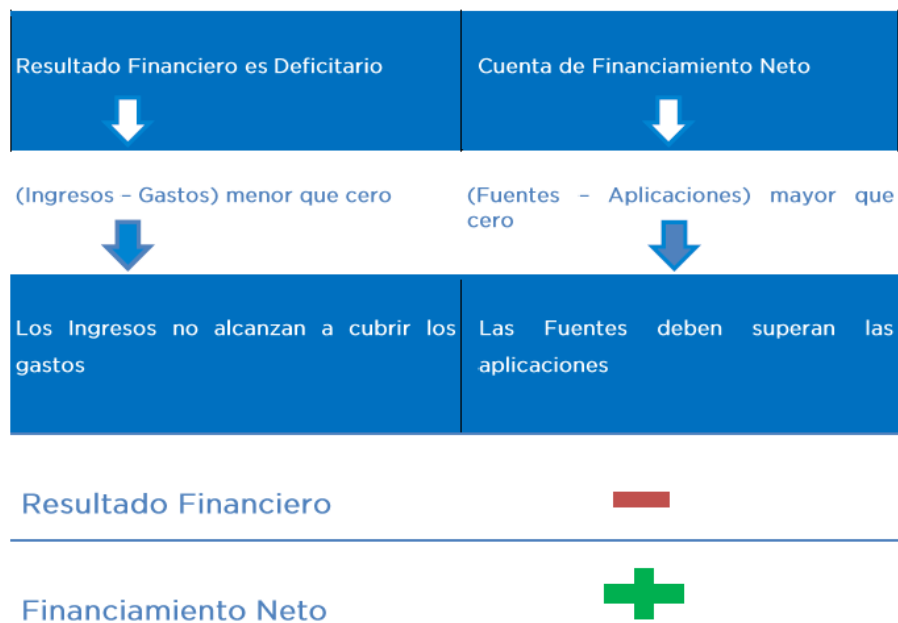 Resultado Financiero es Deficitario
Cuenta de Financiamiento Neto
(Ingresos – Gastos) menor que cero
(Fuentes – Aplicaciones) mayor que
cero
Los Ingresos no alcanzan a cubrir los
gastos
Las Fuentes deben superan las
aplicaciones
Resultado Financiero
Financiamiento Neto